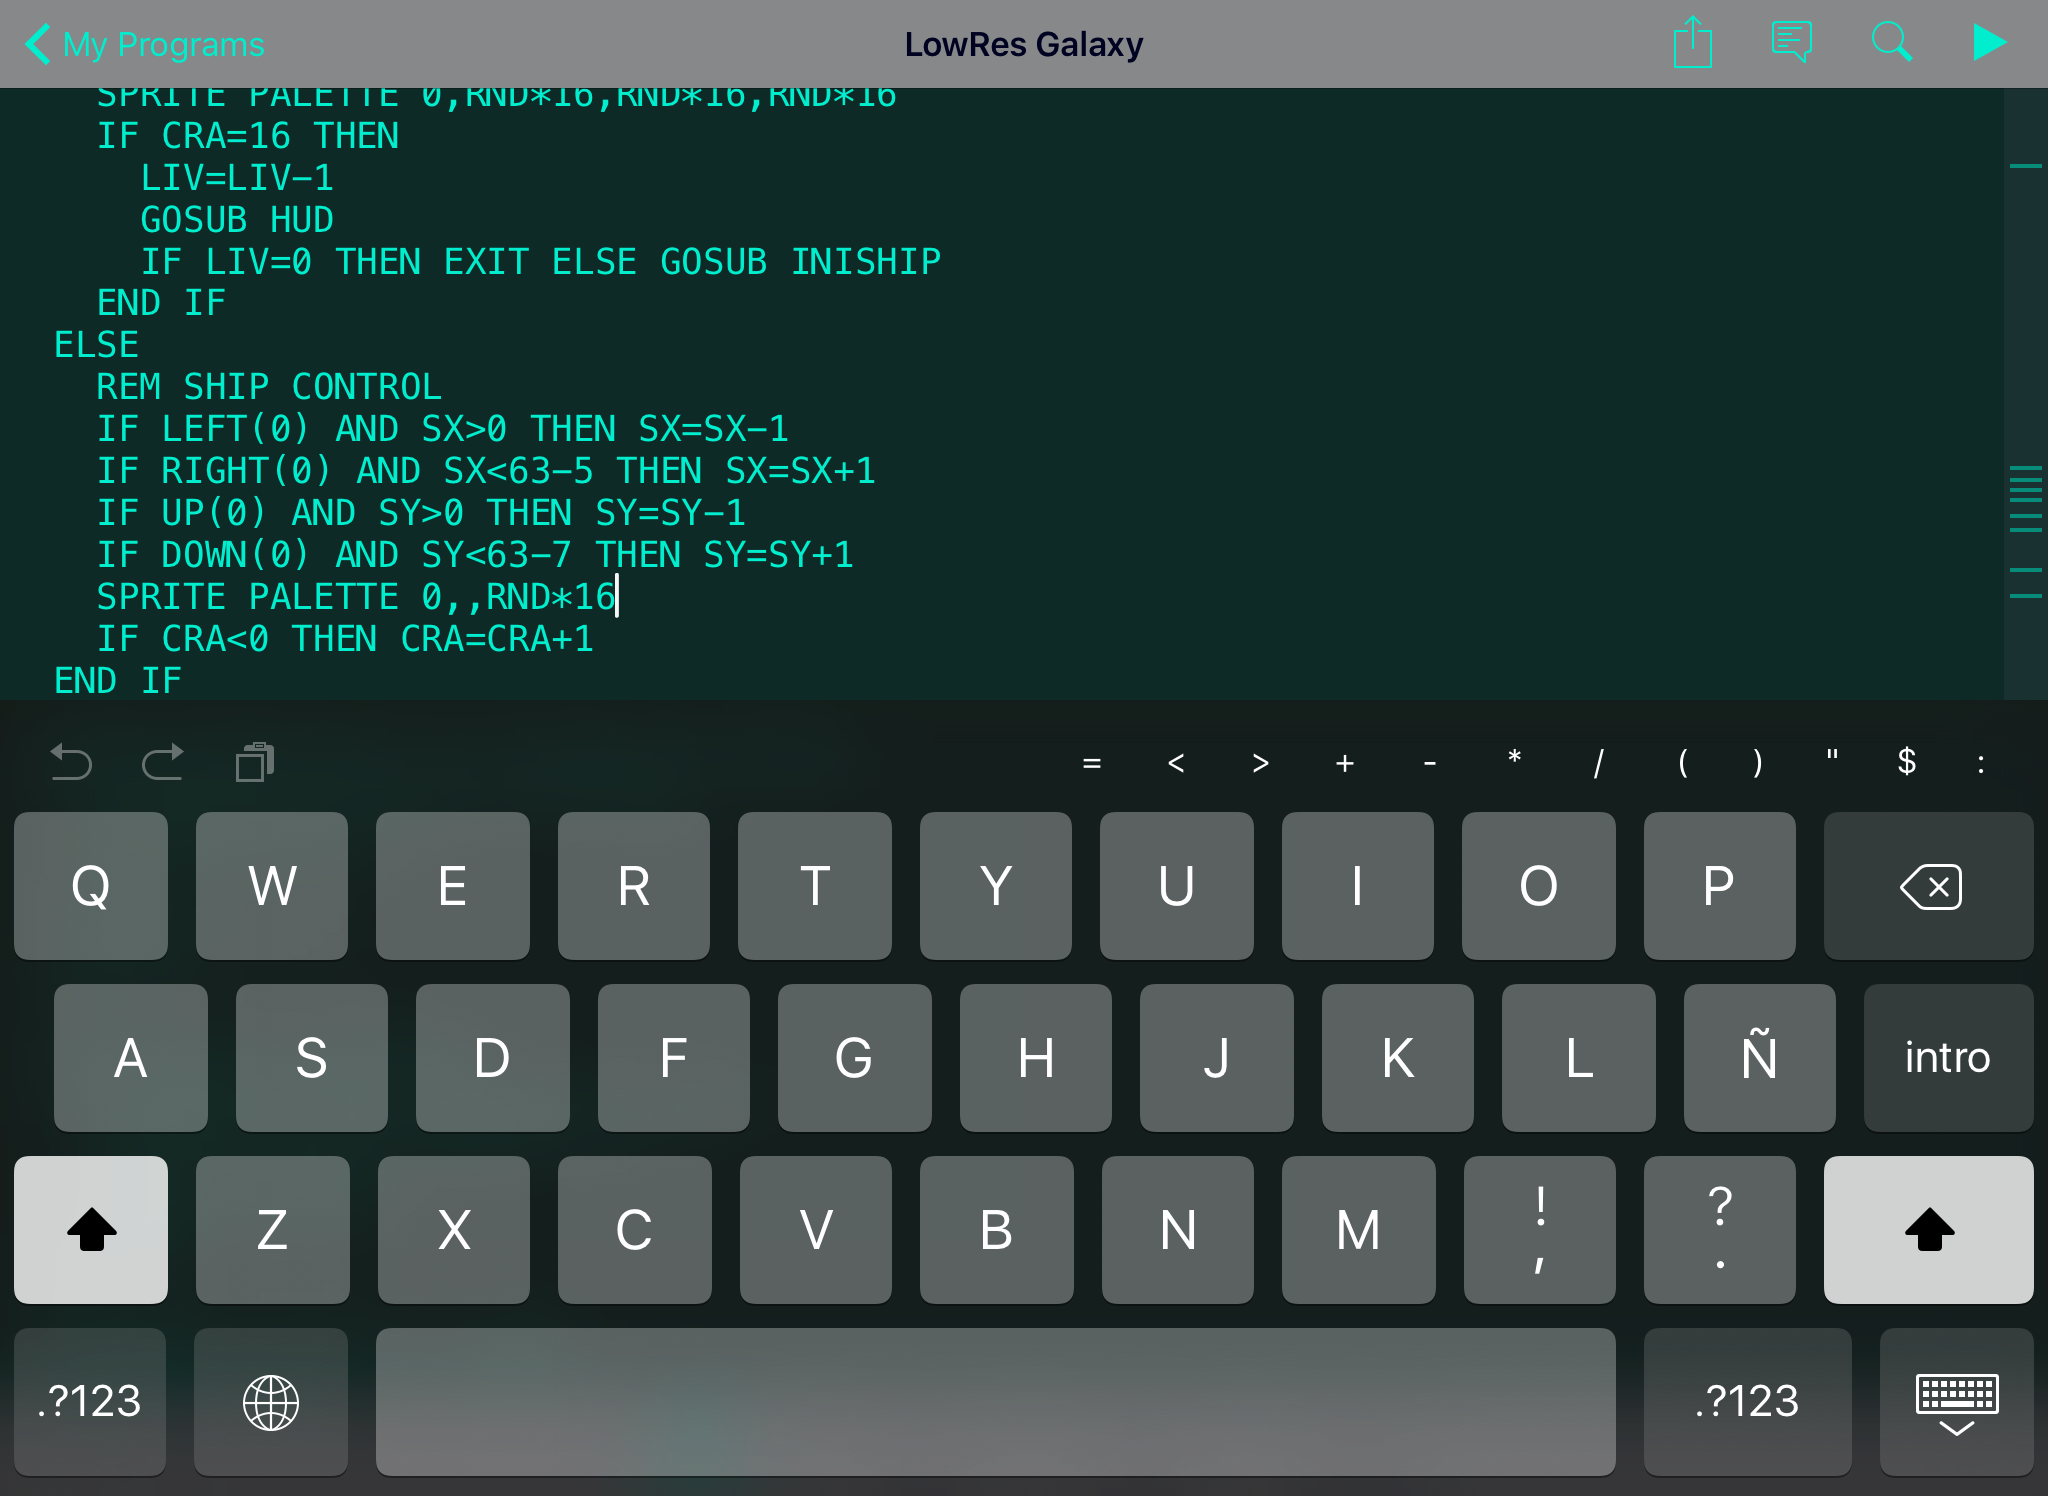 My Programs
LowRes Galaxy
SPRITE PALETTE 0,RND*16,RND*16,RND*16
IF CRA=16 THEN
LIV=LIV-1
GOSUB HUD
IF LIV=0 THEN EXIT ELSE GOSUB INISHIP
END IF
ELSE
REM SHIP CONTROL
IF LEFT(0) AND SX>0 THEN SX=SX-1
IF RIGHT(0) AND SX<63-5 THEN SX=SX+1
IF UP(0) AND SY>0 THEN SY=SY-1
IF DOWN(0) AND SY<63-7 THEN SY=SY+1
SPRITE PALETTE 0,,RND*16
IF CRA<0 THEN CRA=CRA+1
END IF
= < > + - * / ( ) " $ :
Q W E R T Y U I O P
A S D F G H J K L Ñ intro
Z X C V B N M ! , ? .
.?123 .?123